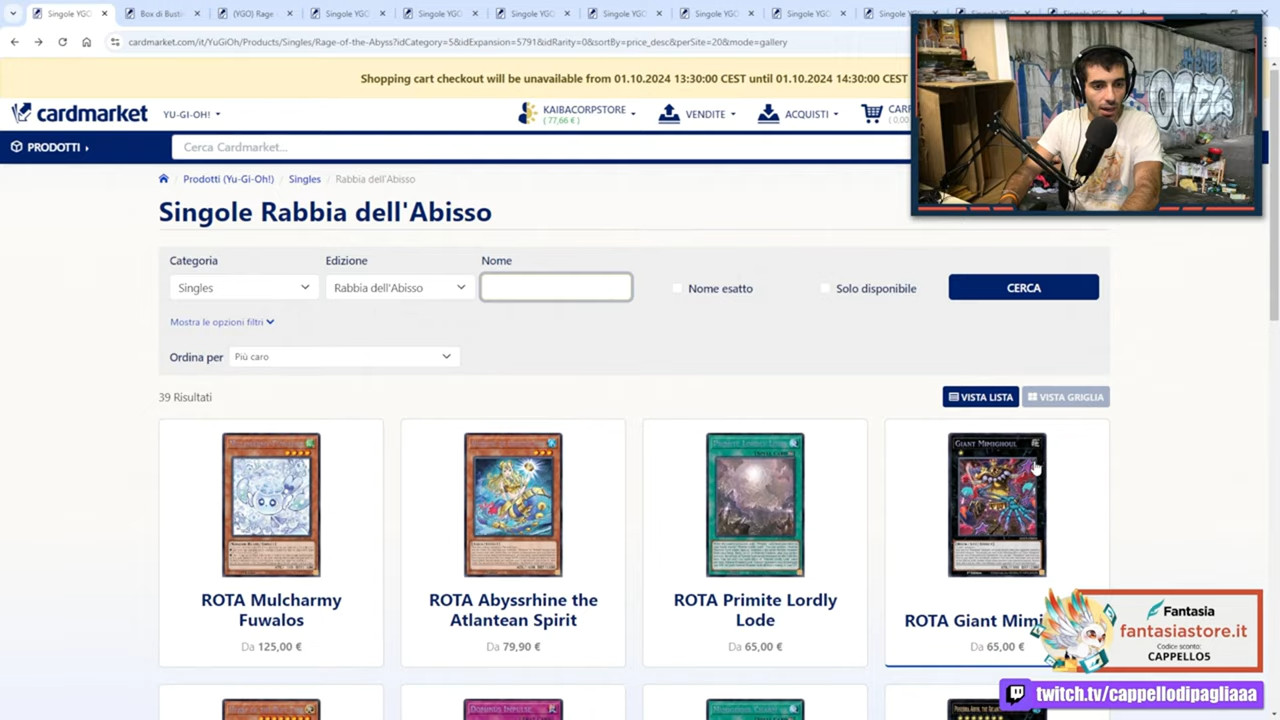 Singole YGO
Box di Busti
(YGO) Rage
Singole YGO
Singole YGO
Singole YGO
Singole YGO
Singole YGO
Singole YGO
Singole
cardmarket.com/it/YuGiOh/Products/Singles/Rage-of-the-Abyss?idCategory=5&idExpansion=5791&idRarity=0&sortBy=price_desc&perSite=20&mode=gallery
Shopping cart checkout will be unavailable from 01.10.2024 13:30:00 CEST until 01.10.2024 14:30:00 CEST
cardmarket
YU-GI-OH!
KAIBACORPSTORE
( 77,66 € )
VENDITE
ACQUISTI
CARR
( 0,00
PRODOTTI
Cerca Cardmarket...
Prodotti (Yu-Gi-Oh!) / Singles / Rabbia dell'Abisso
Singole Rabbia dell'Abisso
Categoria
Edizione
Nome
Singles
Rabbia dell'Abisso
Nome esatto
Solo disponibile
CERCA
Mostra le opzioni filtri
Ordina per
Più caro
39 Risultati
VISTA LISTA
VISTA GRIGLIA
GIANT MIMIGHOUL
ROTA Mulcharmy Fuwalos
Da 125,00 €
ROTA Abyssrhine the Atlantean Spirit
Da 79,90 €
ROTA Primite Lordly Lode
Da 65,00 €
ROTA Giant Mimi
Da 65,00 €
Fantasia
fantasiastore.it
Codice sconto:
CAPPELLO5
twitch.tv/cappellodipagliaaa